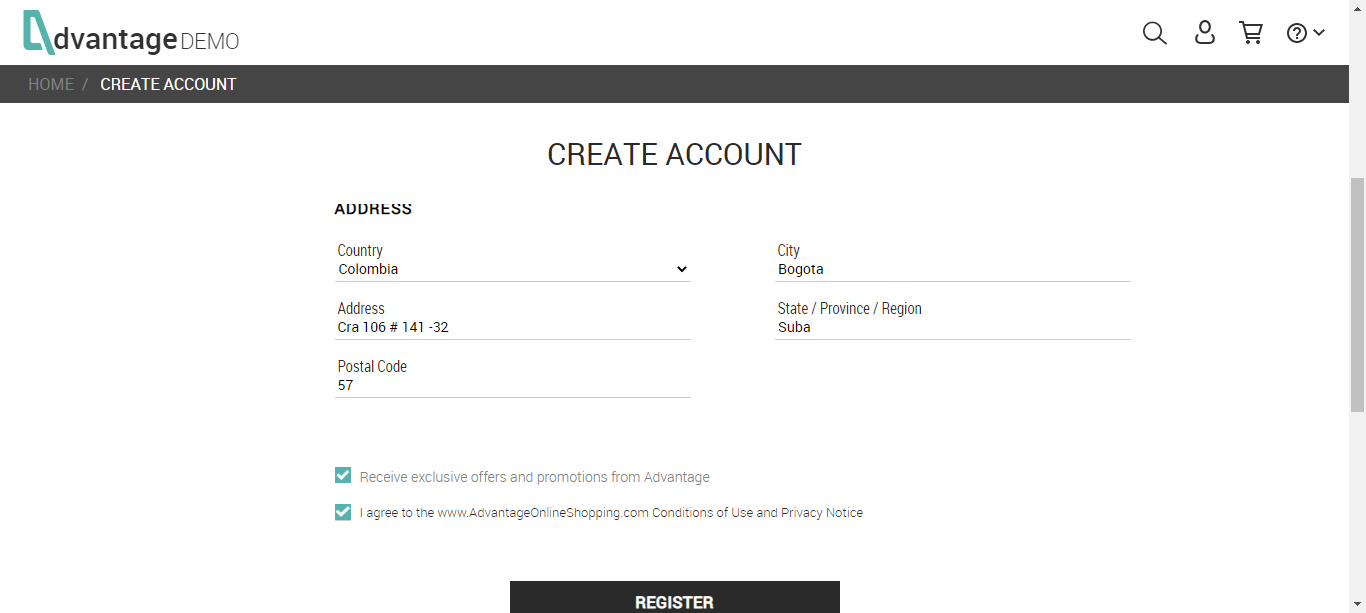 dvantage DEMO
HOME / CREATE ACCOUNT
CREATE ACCOUNT
ADDRESS
Country
Colombia
City
Bogota
Address
Cra 106 # 141 -32
State / Province / Region
Suba
Postal Code
57
Receive exclusive offers and promotions from Advantage
I agree to the www.AdvantageOnlineShopping.com Conditions of Use and Privacy Notice
REGISTER